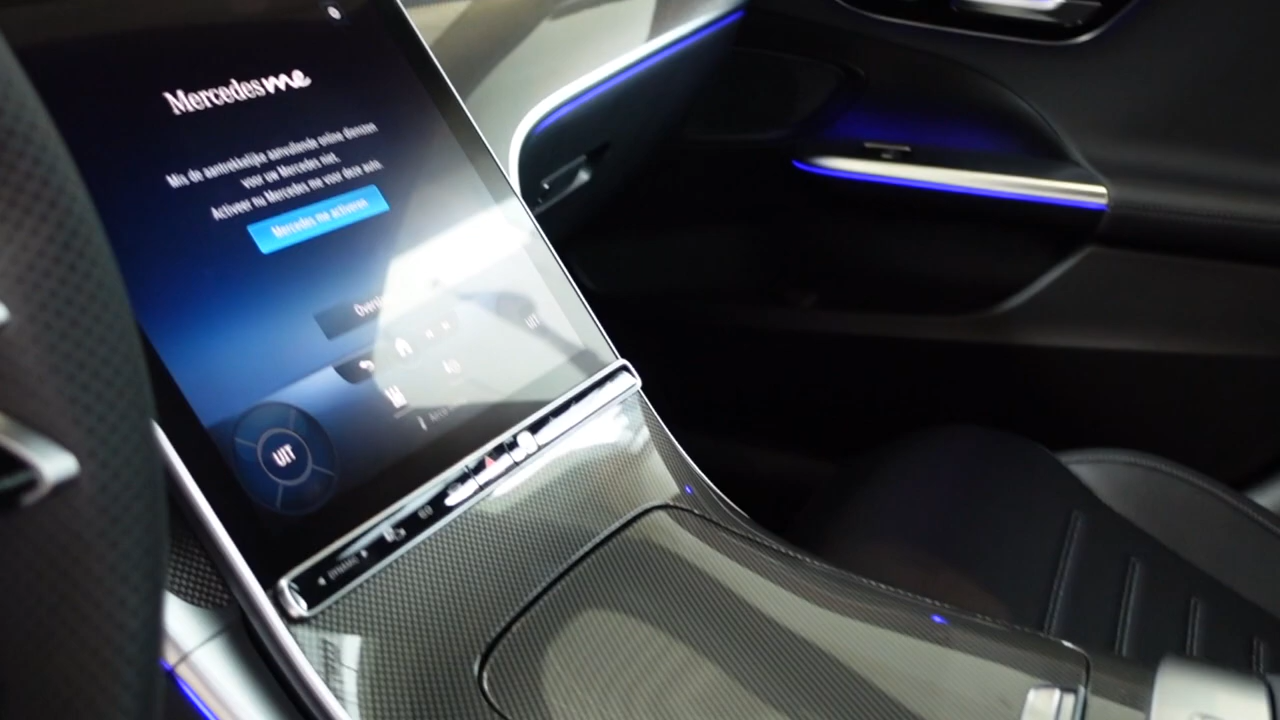 Mercedes me
Mis de aantrekkelijke aanvullende online diensten
voor uw Mercedes niet.
Activeer nu Mercedes me voor deze auto.
Mercedes me activeren
UIT
UIT
DYNAMIC